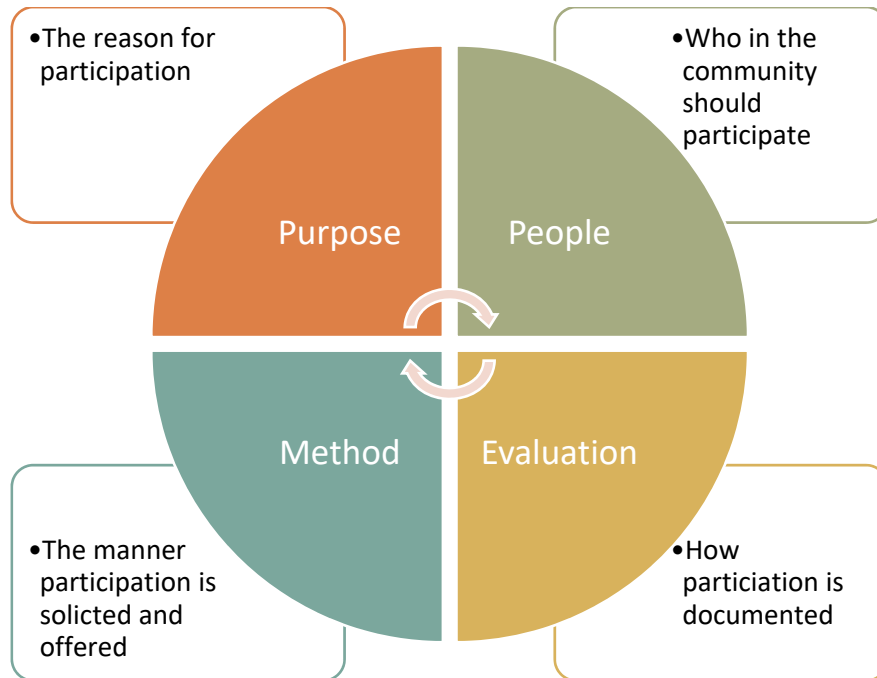 •The reason for
participation
•Who in the
community
should
participate
Purpose
People
Method
Evaluation
•The manner
participation is
solicted and
offered
•How
particiation is
documented